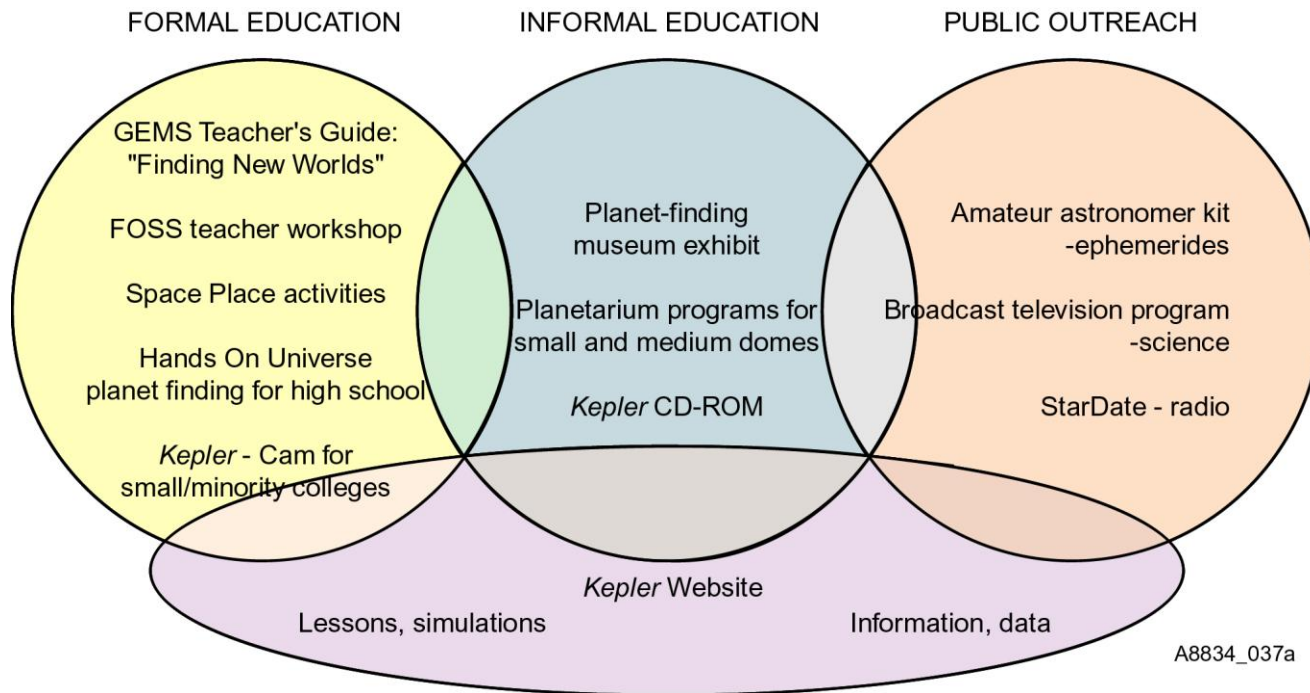 FORMAL EDUCATION
INFORMAL EDUCATION
PUBLIC OUTREACH
GEMS Teacher's Guide:
"Finding New Worlds"
FOSS teacher workshop
Space Place activities
Hands On Universe
planet finding for high school
Kepler - Cam for
small/minority colleges
Planet-finding
museum exhibit
Planetarium programs for
small and medium domes
Kepler CD-ROM
Amateur astronomer kit
-ephemerides
Broadcast television program
-science
StarDate - radio
Kepler Website
Lessons, simulations
Information, data
A8834_037a